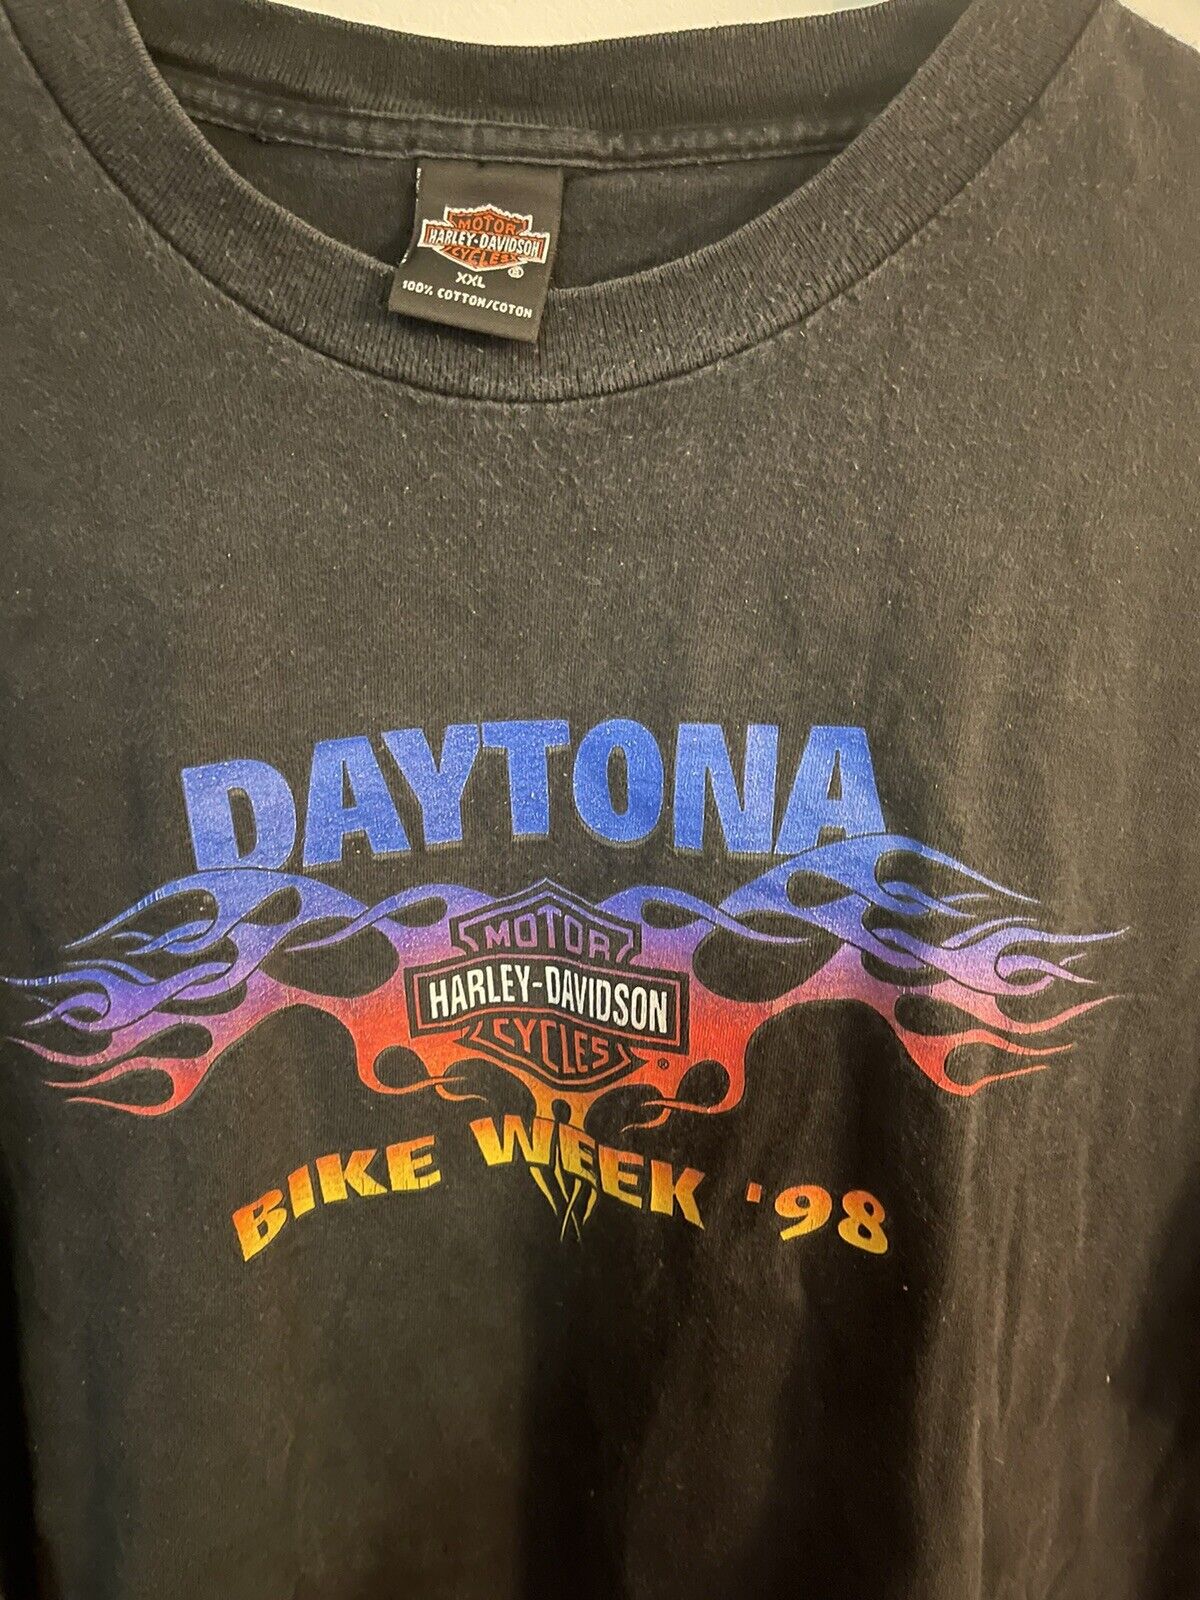 MOTOR
HARLEY-DAVIDSON
CYCLES
®
XXL
100% COTTON/COTON
DAYTONA
MOTOR
HARLEY-DAVIDSON
CYCLES
®
BIKE WEEK '98